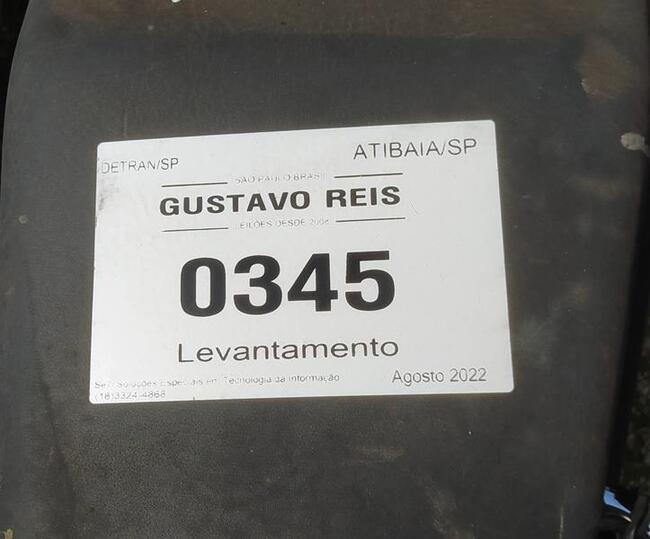 DETRAN/SP
ATIBAIA/SP
SÃO PAULO BRASIL
GUSTAVO REIS
LEILÕES DESDE 2008
0345
Levantamento
Soluções Especiais em Tecnologia da Informação
Agosto 2022
(18)3324-4868